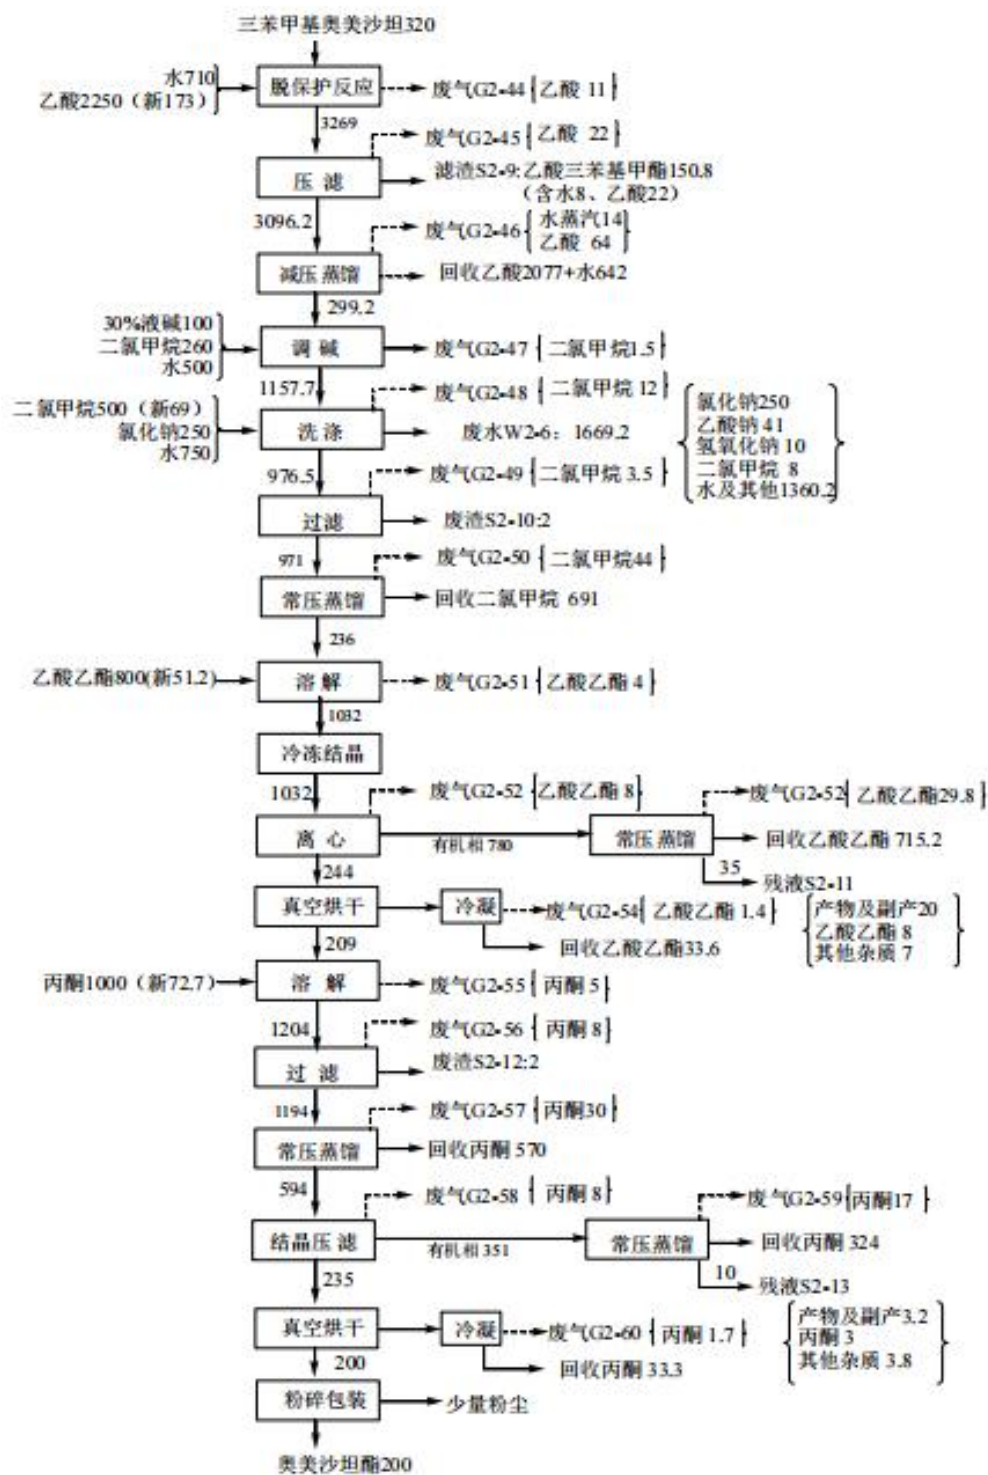 三苯甲基奥美沙坦320
水710
乙酸2250（新173）
脱保护反应
废气G2-44 乙酸 11
3269
废气G2-45 乙酸 22
压滤
滤渣S2-9:乙酸三苯基甲酯150.8
（含水8、乙酸22）
3096.2
废气G2-46 水蒸汽14
乙酸 64
减压蒸馏
回收乙酸2077+水642
299.2
30%液碱100
二氯甲烷260
水500
调碱
废气G2-47 二氯甲烷1.5
1157.7
废气G2-48 二氯甲烷 12
二氯甲烷500（新69）
氯化钠250
水750
洗涤
废水W2-6：1669.2
氯化钠250
乙酸钠 41
氢氧化钠 10
二氯甲烷 8
水及其他1360.2
976.5
废气G2-49 二氯甲烷 3.5
过滤
废渣S2-10:2
971
废气G2-50 二氯甲烷44
常压蒸馏
回收二氯甲烷 691
236
乙酸乙酯800(新51.2)
溶解
废气G2-51 乙酸乙酯 4
1032
冷冻结晶
1032
废气G2-52 乙酸乙酯 8
废气G2-52 乙酸乙酯29.8
离心
有机相 780
常压蒸馏
回收乙酸乙酯 715.2
244
35
残液S2-11
真空烘干
冷凝
废气G2-54 乙酸乙酯 1.4
产物及副产20
乙酸乙酯 8
其他杂质 7
209
回收乙酸乙酯33.6
丙酮1000（新72.7）
溶解
废气G2-55 丙酮 5
1204
废气G2-56 丙酮 8
过滤
废渣S2-12:2
1194
废气G2-57 丙酮30
常压蒸馏
回收丙酮 570
594
废气G2-58 丙酮 8
废气G2-59 丙酮17
结晶压滤
有机相 351
常压蒸馏
回收丙酮 324
235
10
残液S2-13
真空烘干
冷凝
废气G2-60 丙酮 1.7
产物及副产3.2
丙酮 3
其他杂质 3.8
200
回收丙酮 33.3
粉碎包装
少量粉尘
奥美沙坦酯200